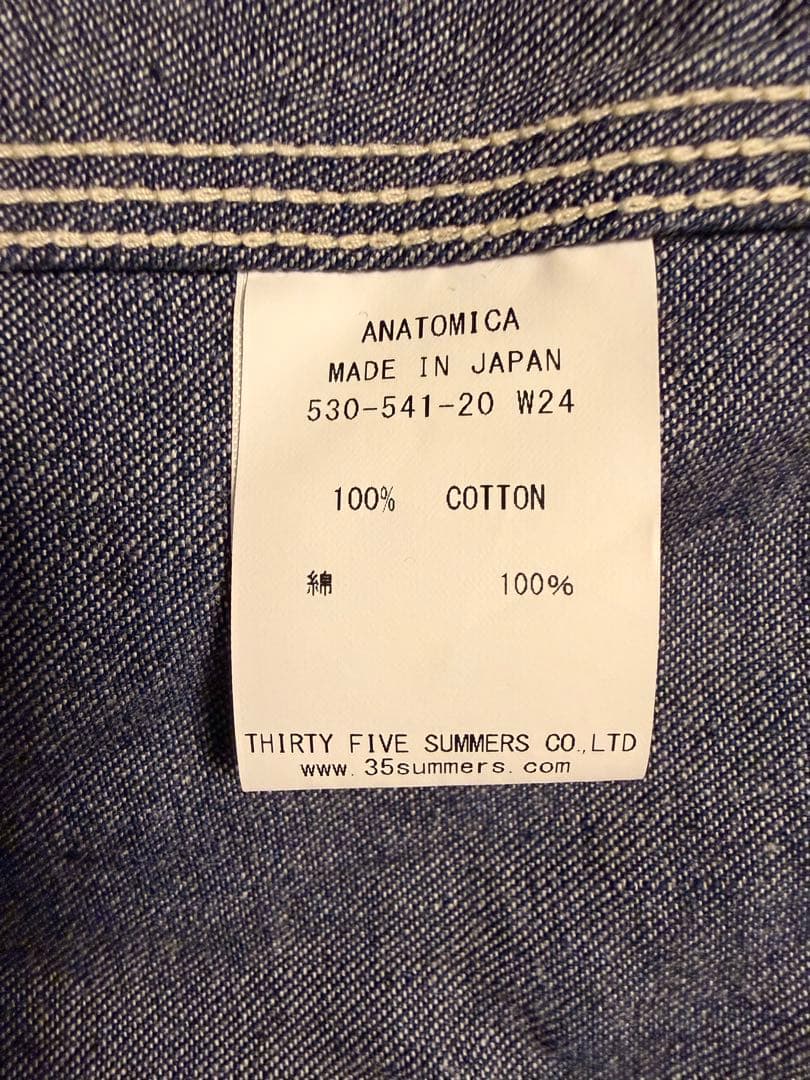 ANATOMICA
MADE IN JAPAN
530-541-20 W24
100% COTTON
綿 100%
THIRTY FIVE SUMMERS CO.,LTD
www.35summers.com